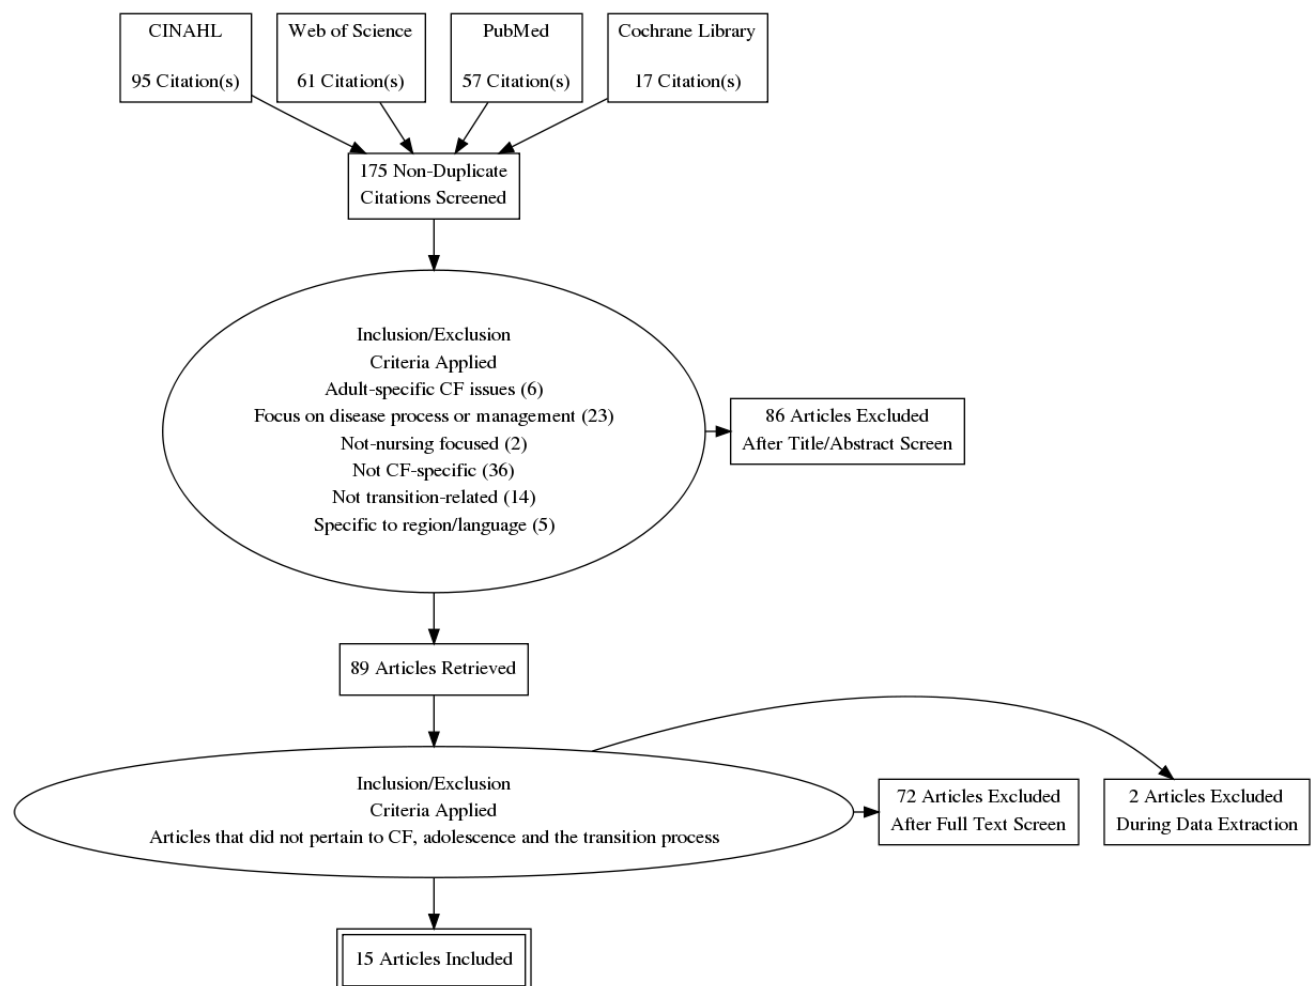 CINAHL
95 Citation(s)
Web of Science
61 Citation(s)
PubMed
57 Citation(s)
Cochrane Library
17 Citation(s)
175 Non-Duplicate
Citations Screened
Inclusion/Exclusion
Criteria Applied
Adult-specific CF issues (6)
Focus on disease process or management (23)
Not-nursing focused (2)
Not CF-specific (36)
Not transition-related (14)
Specific to region/language (5)
86 Articles Excluded
After Title/Abstract Screen
89 Articles Retrieved
Inclusion/Exclusion
Criteria Applied
Articles that did not pertain to CF, adolescence and the transition process
72 Articles Excluded
After Full Text Screen
2 Articles Excluded
During Data Extraction
15 Articles Included